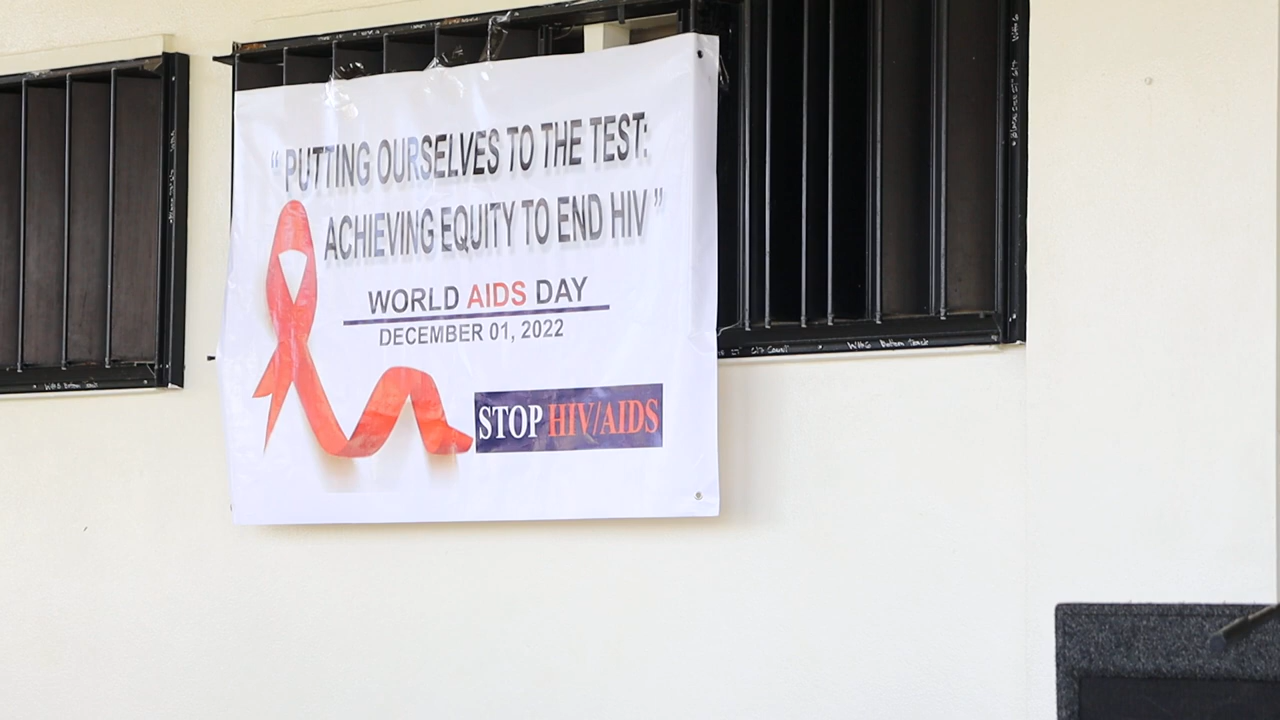 “ PUTTING OURSELVES TO THE TEST:
ACHIEVING EQUITY TO END HIV ”
WORLD AIDS DAY
DECEMBER 01, 2022
STOP HIV/AIDS